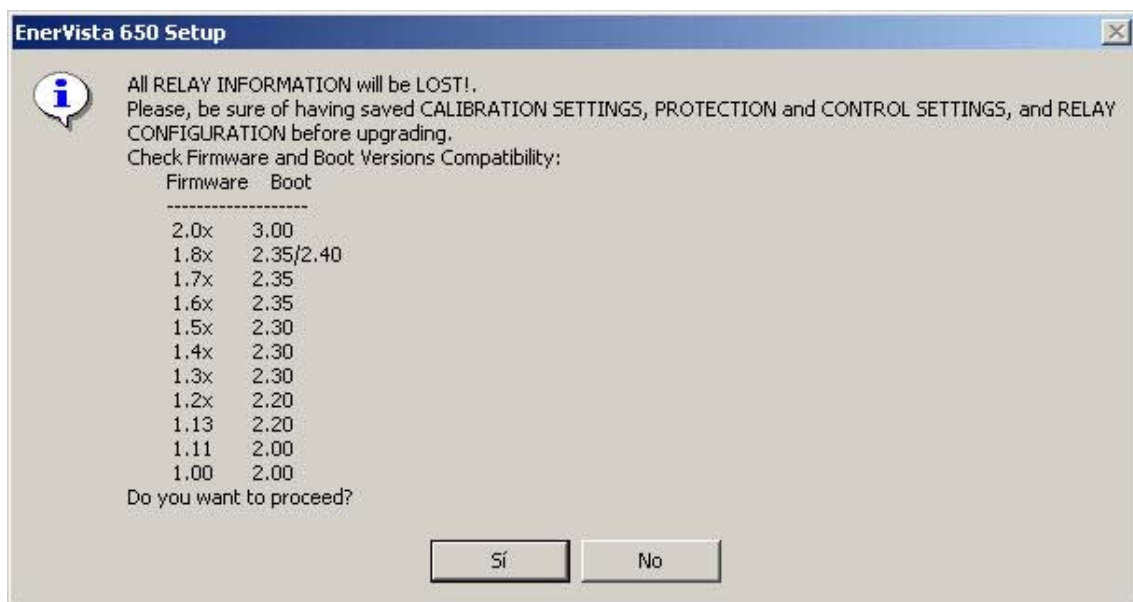 EnerVista 650 Setup
All RELAY INFORMATION will be LOST!.
Please, be sure of having saved CALIBRATION SETTINGS, PROTECTION and CONTROL SETTINGS, and RELAY
CONFIGURATION before upgrading.
Check Firmware and Boot Versions Compatibility:
Firmware Boot
-------------------
2.0x 3.00
1.8x 2.35/2.40
1.7x 2.35
1.6x 2.35
1.5x 2.30
1.4x 2.30
1.3x 2.30
1.2x 2.20
1.13 2.20
1.11 2.00
1.00 2.00
Do you want to proceed?
Sí No